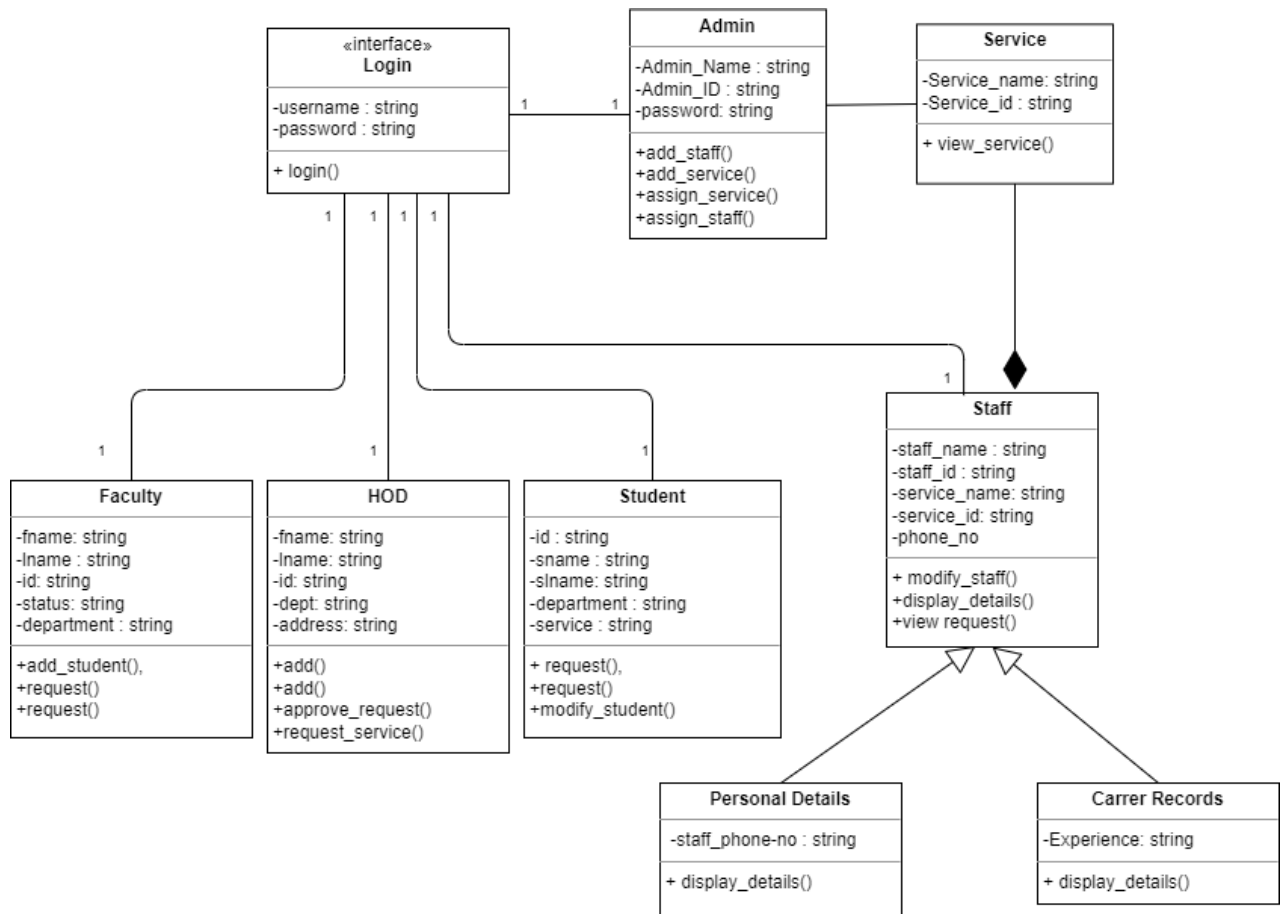 «interface»
Login
-username : string
-password : string
+ login()
Admin
-Admin_Name : string
-Admin_ID : string
-password: string
+add_staff()
+add_service()
+assign_service()
+assign_staff()
Service
-Service_name: string
-Service_id : string
+ view_service()
1
1
1
1
1
1
1
1
1
1
Faculty
-fname: string
-lname : string
-id: string
-status: string
-department : string
+add_student(),
+request()
+request()
HOD
-fname: string
-lname: string
-id: string
-dept: string
-address: string
+add()
+add()
+approve_request()
+request_service()
Student
-id : string
-sname : string
-slname: string
-department : string
-service : string
+ request(),
+request()
+modify_student()
Staff
-staff_name : string
-staff_id : string
-service_name: string
-service_id: string
-phone_no
+ modify_staff()
+display_details()
+view request()
Personal Details
-staff_phone-no : string
+ display_details()
Carrer Records
-Experience: string
+ display_details()